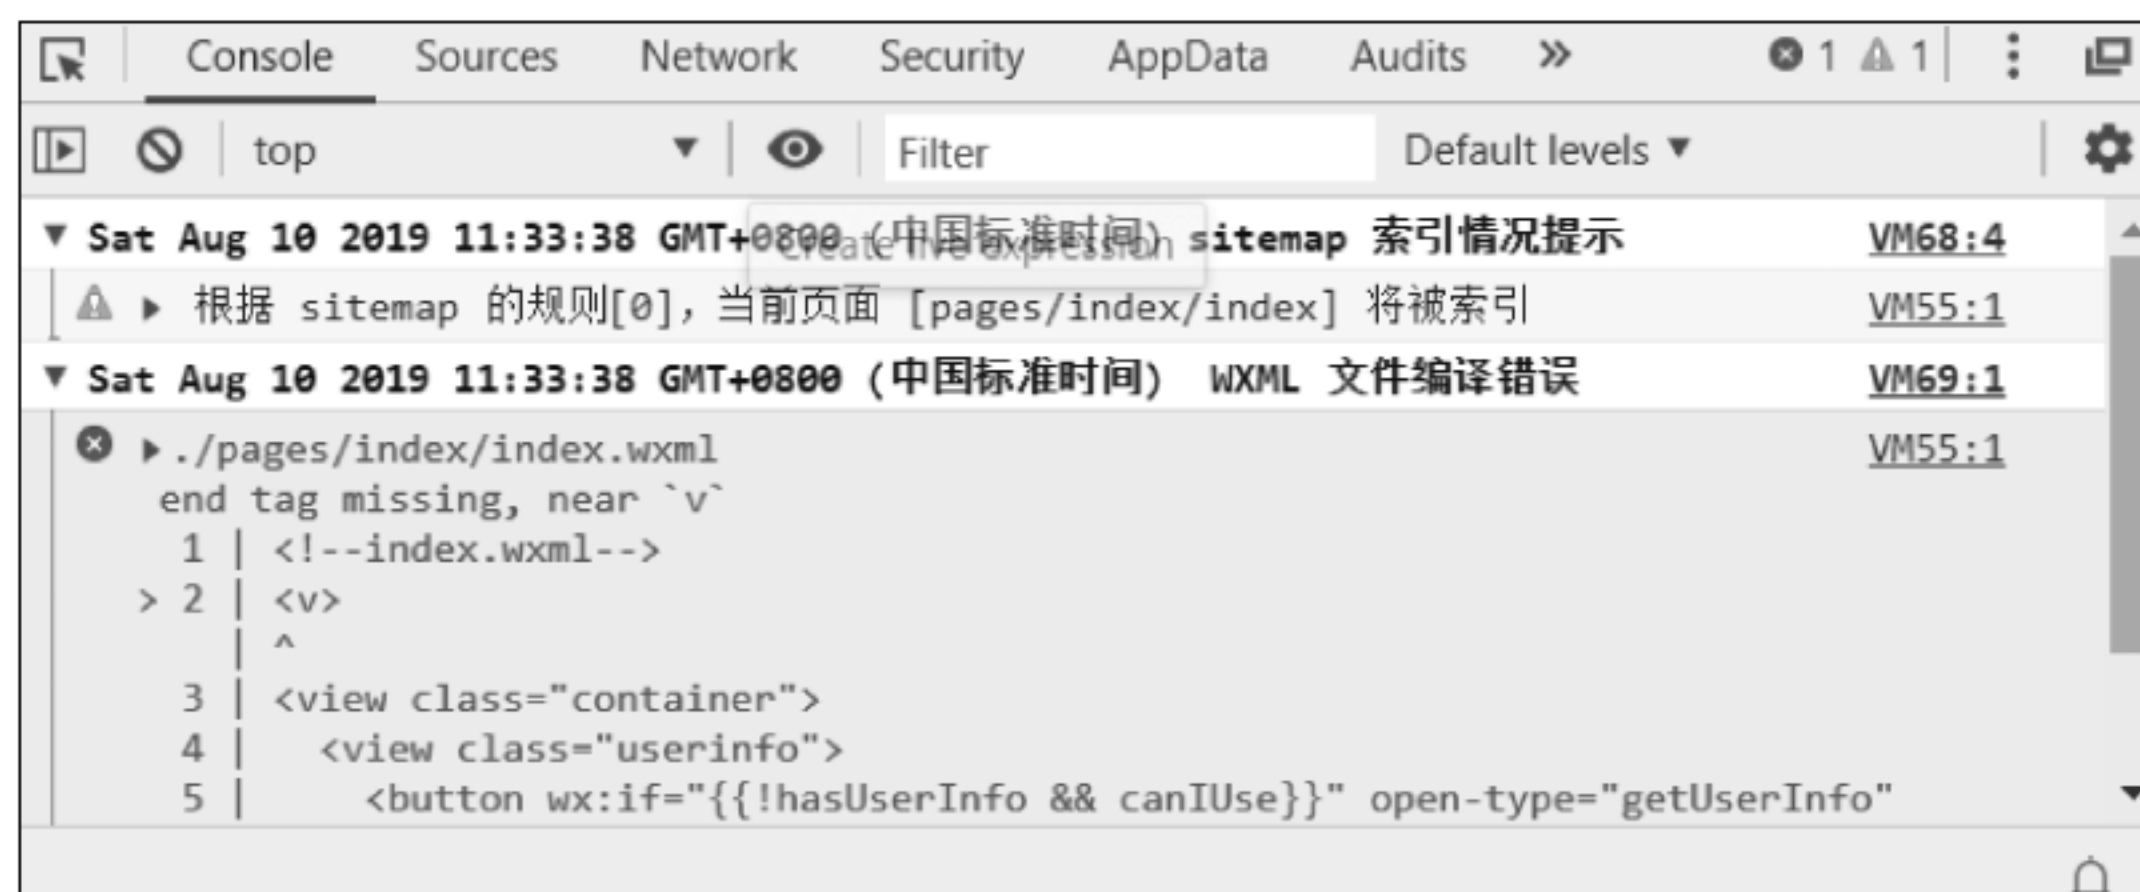 Console Sources Network Security AppData Audits » 1 1
top ▼ Filter Default levels ▼
▼ Sat Aug 10 2019 11:33:38 GMT+0800 (中国标准时间) sitemap 索引情况提示 VM68:4
Create live expression
▶ 根据 sitemap 的规则[0]，当前页面 [pages/index/index] 将被索引 VM55:1
▼ Sat Aug 10 2019 11:33:38 GMT+0800 (中国标准时间) WXML 文件编译错误 VM69:1
▶./pages/index/index.wxml VM55:1
end tag missing, near `v`
1 | <!--index.wxml-->
> 2 | <v>
| ^
3 | <view class="container">
4 | <view class="userinfo">
5 | <button wx:if="{{!hasUserInfo && canIUse}}" open-type="getUserInfo"